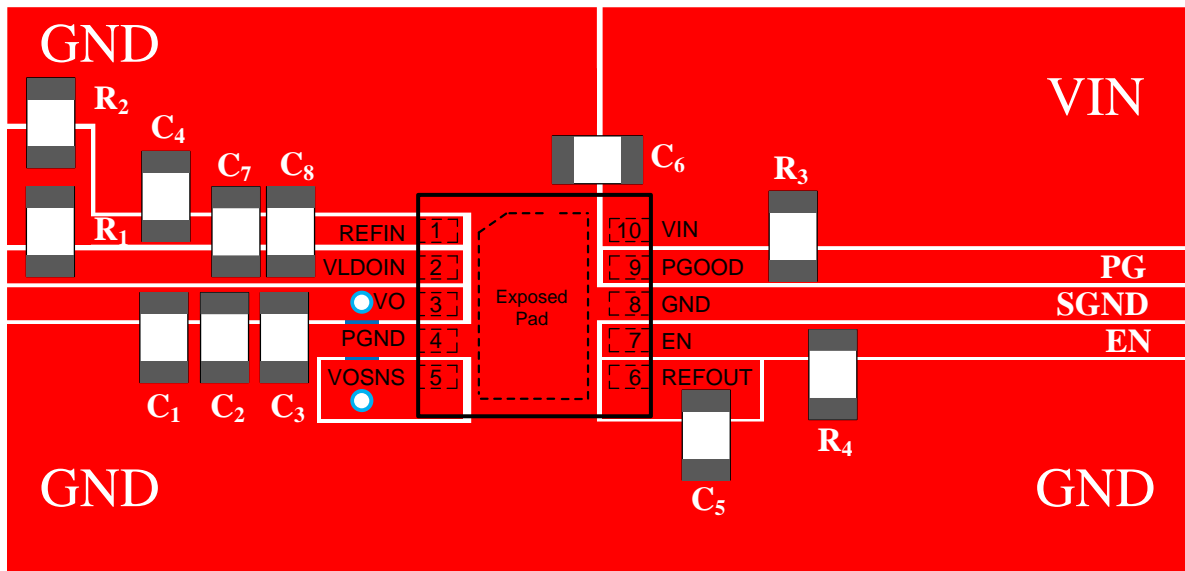 GND
VIN
R₂
C₄
C₇
C₈
C₆
R₃
R₁
REFIN
1
10
VIN
VLDOIN
2
9
PGOOD
PG
VO
3
Exposed
Pad
8
GND
SGND
PGND
4
7
EN
EN
VOSNS
5
6
REFOUT
C₁
C₂
C₃
R₄
GND
C₅
GND